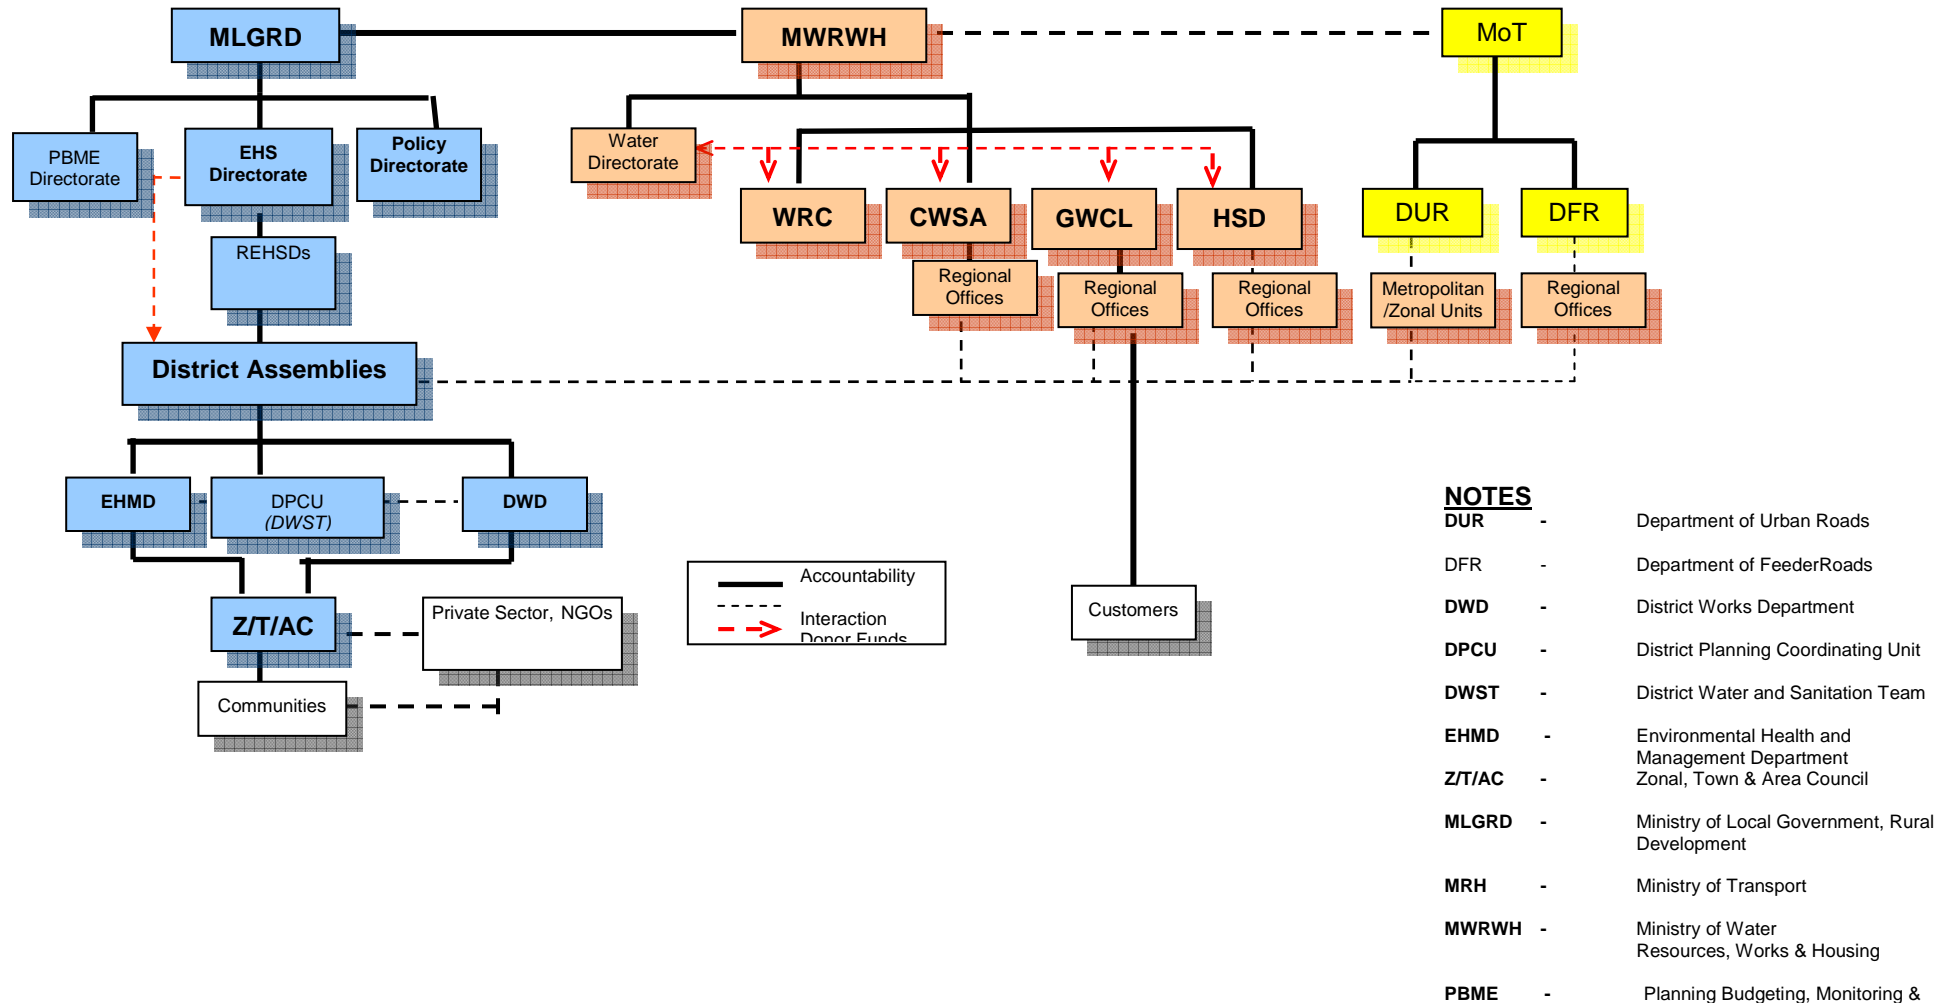 MLGRD
MWRWH
MoT
PBME
Directorate
EHS
Directorate
Policy
Directorate
Water
Directorate
WRC
CWSA
GWCL
HSD
DUR
DFR
REHSDs
Regional
Offices
Regional
Offices
Regional
Offices
Metropolitan
/Zonal Units
Regional
Offices
District Assemblies
EHMD
DPCU
(DWST)
DWD
Z/T/AC
Private Sector, NGOs
Communities
Customers
Accountability
Interaction
Donor Funds
NOTES
DUR - Department of Urban Roads
DFR - Department of FeederRoads
DWD - District Works Department
DPCU - District Planning Coordinating Unit
DWST - District Water and Sanitation Team
EHMD - Environmental Health and
Management Department
Z/T/AC - Zonal, Town & Area Council
MLGRD - Ministry of Local Government, Rural
Development
MRH - Ministry of Transport
MWRWH - Ministry of Water
Resources, Works & Housing
PBME - Planning Budgeting, Monitoring &